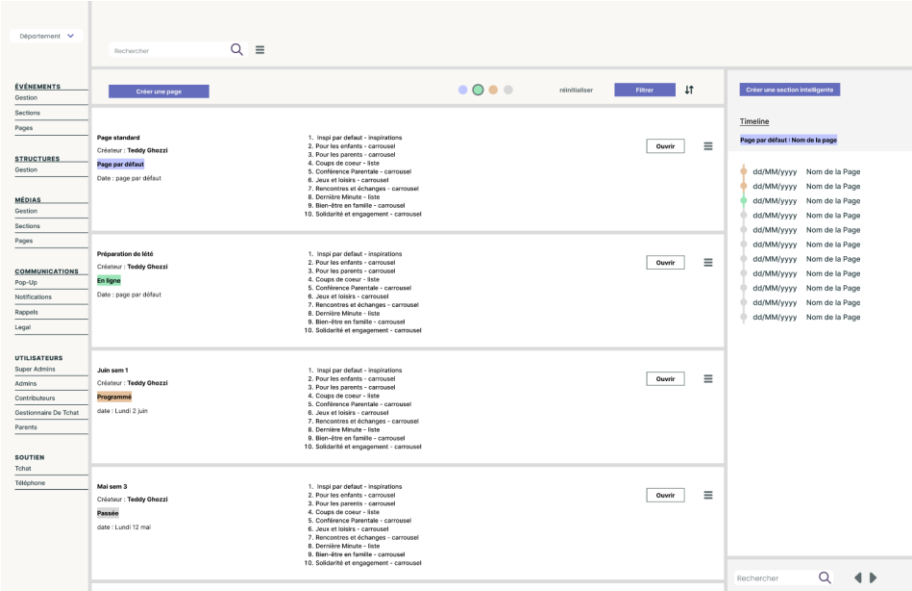 Département
Rechercher
ÉVÉNEMENTS
Gestion
Sections
Pages
STRUCTURES
Gestion
MÉDIAS
Gestion
Sections
Pages
COMMUNICATIONS
Pop-Up
Notifications
Rappels
Legal
UTILISATEURS
Super Admins
Admins
Contributeurs
Gestionnaire De Tchat
Parents
SOUTIEN
Tchat
Téléphone
Créer une page
réinitialiser
Filtrer
Page standard
Créateur : Teddy Ghozzi
Page par défaut
Date : page par défaut
1. Inspi par defaut - inspirations
2. Pour les enfants - carrousel
3. Pour les parents - carrousel
4. Coups de coeur - liste
5. Conférence Parentale - carrousel
6. Jeux et loisirs - carrousel
7. Rencontres et échanges - carrousel
8. Dernière Minute - liste
9. Bien-être en famille - carrousel
10. Solidarité et engagement - carrousel
Ouvrir
Préparation de lété
Créateur : Teddy Ghozzi
En ligne
Date : page par défaut
1. Inspi par defaut - inspirations
2. Pour les enfants - carrousel
3. Pour les parents - carrousel
4. Coups de coeur - liste
5. Conférence Parentale - carrousel
6. Jeux et loisirs - carrousel
7. Rencontres et échanges - carrousel
8. Dernière Minute - liste
9. Bien-être en famille - carrousel
10. Solidarité et engagement - carrousel
Ouvrir
Juin sem 1
Créateur : Teddy Ghozzi
Programmé
date : Lundi 2 juin
1. Inspi par defaut - inspirations
2. Pour les enfants - carrousel
3. Pour les parents - carrousel
4. Coups de coeur - liste
5. Conférence Parentale - carrousel
6. Jeux et loisirs - carrousel
7. Rencontres et échanges - carrousel
8. Dernière Minute - liste
9. Bien-être en famille - carrousel
10. Solidarité et engagement - carrousel
Ouvrir
Mai sem 3
Créateur : Teddy Ghozzi
Passée
date : Lundi 12 mai
1. Inspi par defaut - inspirations
2. Pour les enfants - carrousel
3. Pour les parents - carrousel
4. Coups de coeur - liste
5. Conférence Parentale - carrousel
6. Jeux et loisirs - carrousel
7. Rencontres et échanges - carrousel
8. Dernière Minute - liste
9. Bien-être en famille - carrousel
10. Solidarité et engagement - carrousel
Ouvrir
Créer une section intelligente
Timeline
Page par défaut : Nom de la page
dd/MM/yyyy Nom de la Page
dd/MM/yyyy Nom de la Page
dd/MM/yyyy Nom de la Page
dd/MM/yyyy Nom de la Page
dd/MM/yyyy Nom de la Page
dd/MM/yyyy Nom de la Page
dd/MM/yyyy Nom de la Page
dd/MM/yyyy Nom de la Page
dd/MM/yyyy Nom de la Page
dd/MM/yyyy Nom de la Page
dd/MM/yyyy Nom de la Page
Rechercher